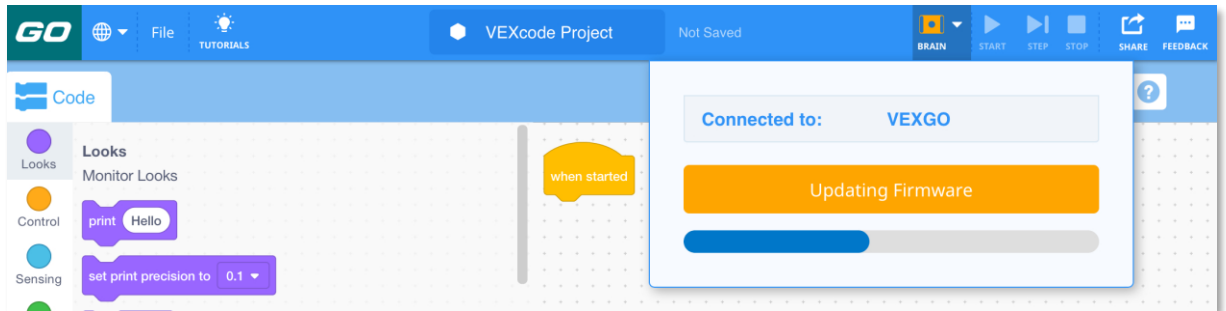 GO File TUTORIALS VEXcode Project Not Saved BRAIN START STEP STOP SHARE FEEDBACK
Code
?
Connected to: VEXGO
Looks
Looks
Monitor Looks
when started
Updating Firmware
Control
print Hello
Sensing
set print precision to 0.1